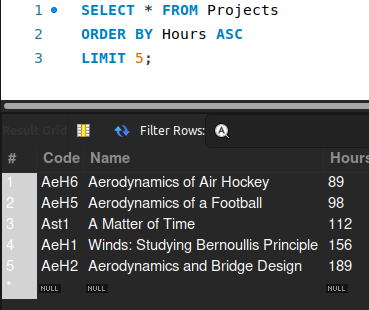 1 SELECT * FROM Projects
2 ORDER BY Hours ASC
3 LIMIT 5;
Result Grid Filter Rows:
# Code Name Hours
1 AeH6 Aerodynamics of Air Hockey 89
2 AeH5 Aerodynamics of a Football 98
3 Ast1 A Matter of Time 112
4 AeH1 Winds: Studying Bernoullis Principle 156
5 AeH2 Aerodynamics and Bridge Design 189
* NULL NULL NULL